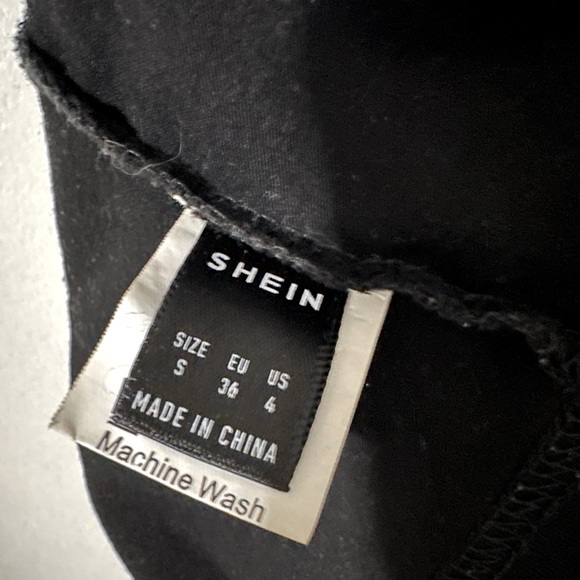 SHEIN
SIZE EU US
S 36 4
MADE IN CHINA
Machine Wash